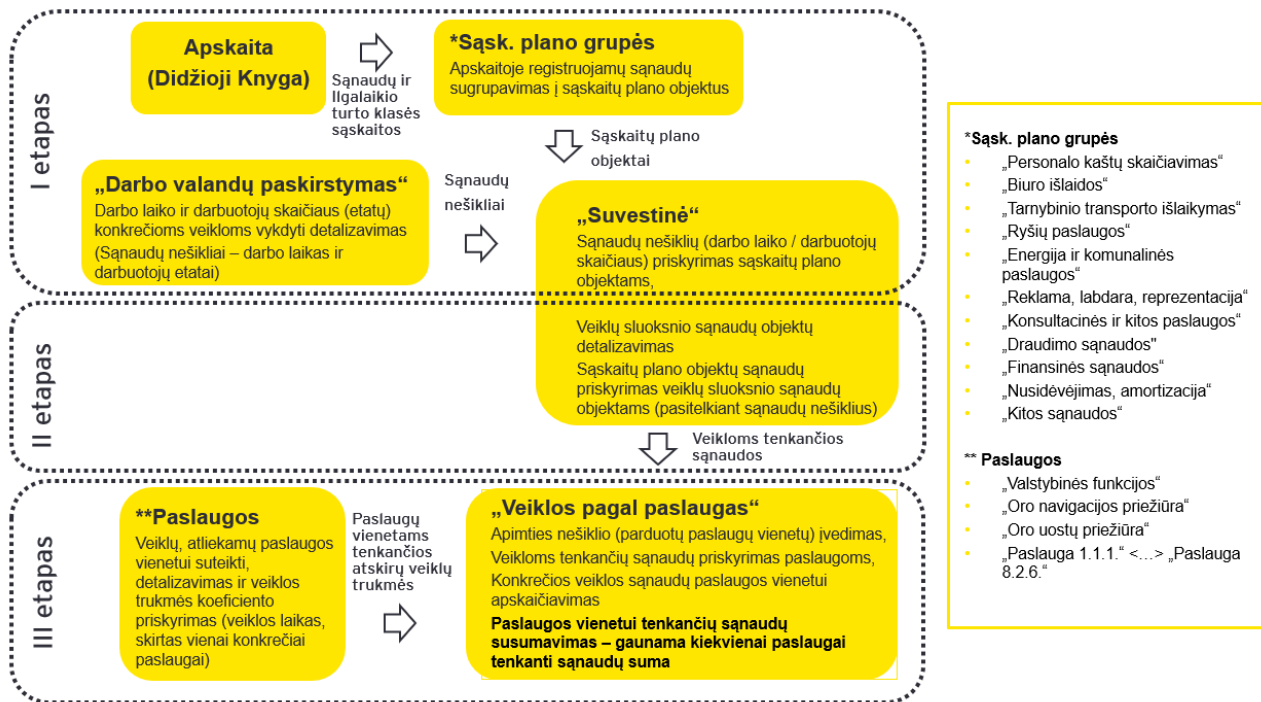 I etapas
Apskaita
(Didžioji Knyga)
Sąnaudų ir
Ilgalaikio
turto klasės
sąskaitos
*Sąsk. plano grupės
Apskaitoje registruojamų sąnaudų
sugrupavimas į sąskaitų plano objektus
Sąskaitų plano
objektai
„Darbo valandų paskirstymas“
Darbo laiko ir darbuotojų skaičiaus (etatų)
konkrečioms veikloms vykdyti detalizavimas
(Sąnaudų nešikliai – darbo laikas ir
darbuotojų etatai)
Sąnaudų
nešikliai
„Suvestinė“
Sąnaudų nešiklių (darbo laiko / darbuotojų
skaičiaus) priskyrimas sąskaitų plano
objektams,
II etapas
Veiklų sluoksnio sąnaudų objektų
detalizavimas
Sąskaitų plano objektų sąnaudų
priskyrimas veiklų sluoksnio sąnaudų
objektams (pasitelkiant sąnaudų nešiklius)
Veikloms tenkančios
sąnaudos
III etapas
**Paslaugos
Veiklų, atliekamų paslaugos
vienetui suteikti,
detalizavimas ir veiklos
trukmės koeficiento
priskyrimas (veiklos laikas,
skirtas vienai konkrečiai
paslaugai)
Paslaugų
vienetams
tenkančios
atskirų veiklų
trukmės
„Veiklos pagal paslaugas“
Apimties nešiklio (parduotų paslaugų vienetų) įvedimas,
Veikloms tenkančių sąnaudų priskyrimas paslaugoms,
Konkrečios veiklos sąnaudų paslaugos vienetui
apskaičiavimas
Paslaugos vienetui tenkančių sąnaudų
susumavimas – gaunama kiekvienai paslaugai
tenkanti sąnaudų suma
*Sąsk. plano grupės
• „Personalo kaštų skaičiavimas“
• „Biuro išlaidos“
• „Tarnybinio transporto išlaikymas“
• „Ryšių paslaugos“
• „Energija ir komunalinės
paslaugos“
• „Reklama, labdara, reprezentacija“
• „Konsultacinės ir kitos paslaugos“
• „Draudimo sąnaudos"
• „Finansinės sąnaudos“
• „Nusidėvėjimas, amortizacija“
• „Kitos sąnaudos“
** Paslaugos
• „Valstybinės funkcijos“
• „Oro navigacijos priežiūra“
• „Oro uostų priežiūra“
• „Paslauga 1.1.1.“ <…> „Paslauga
8.2.6.“